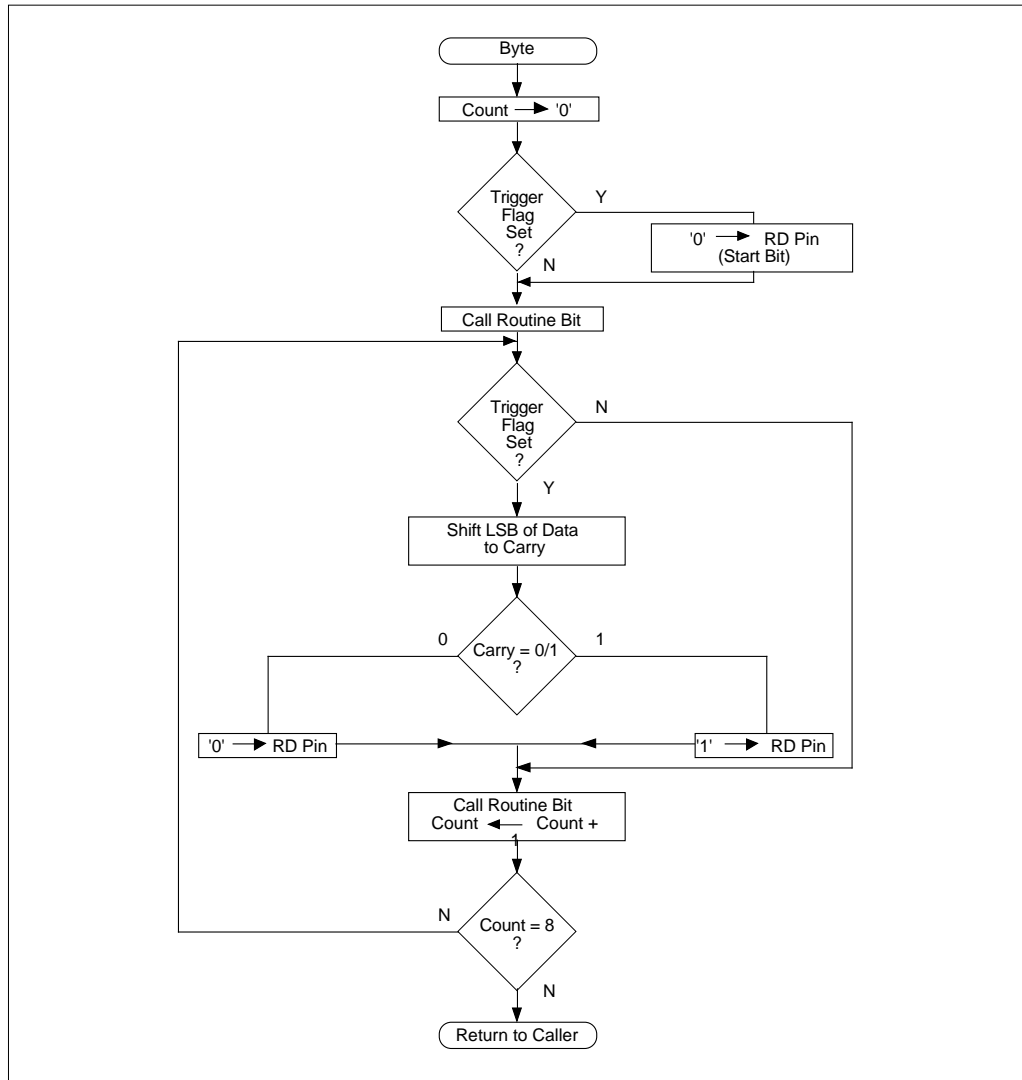 Byte
Count '0'
Trigger
Flag
Set
?
Y
'0' RD Pin
(Start Bit)
N
Call Routine Bit
Trigger
Flag
Set
?
N
Y
Shift LSB of Data
to Carry
0
Carry = 0/1
?
1
'0' RD Pin
'1' RD Pin
Call Routine Bit
Count Count +
1
N
Count = 8
?
N
Return to Caller